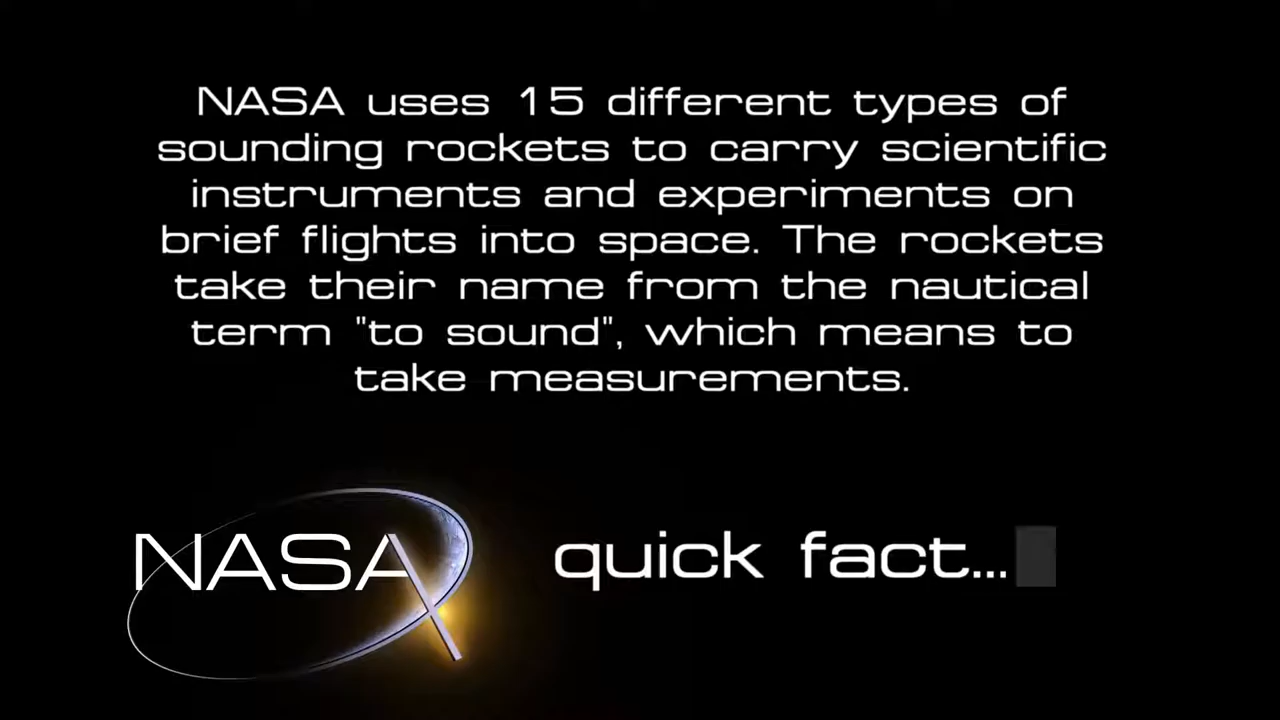 NASA uses 15 different types of
sounding rockets to carry scientific
instruments and experiments on
brief flights into space. The rockets
take their name from the nautical
term "to sound", which means to
take measurements.
NASA quick fact...